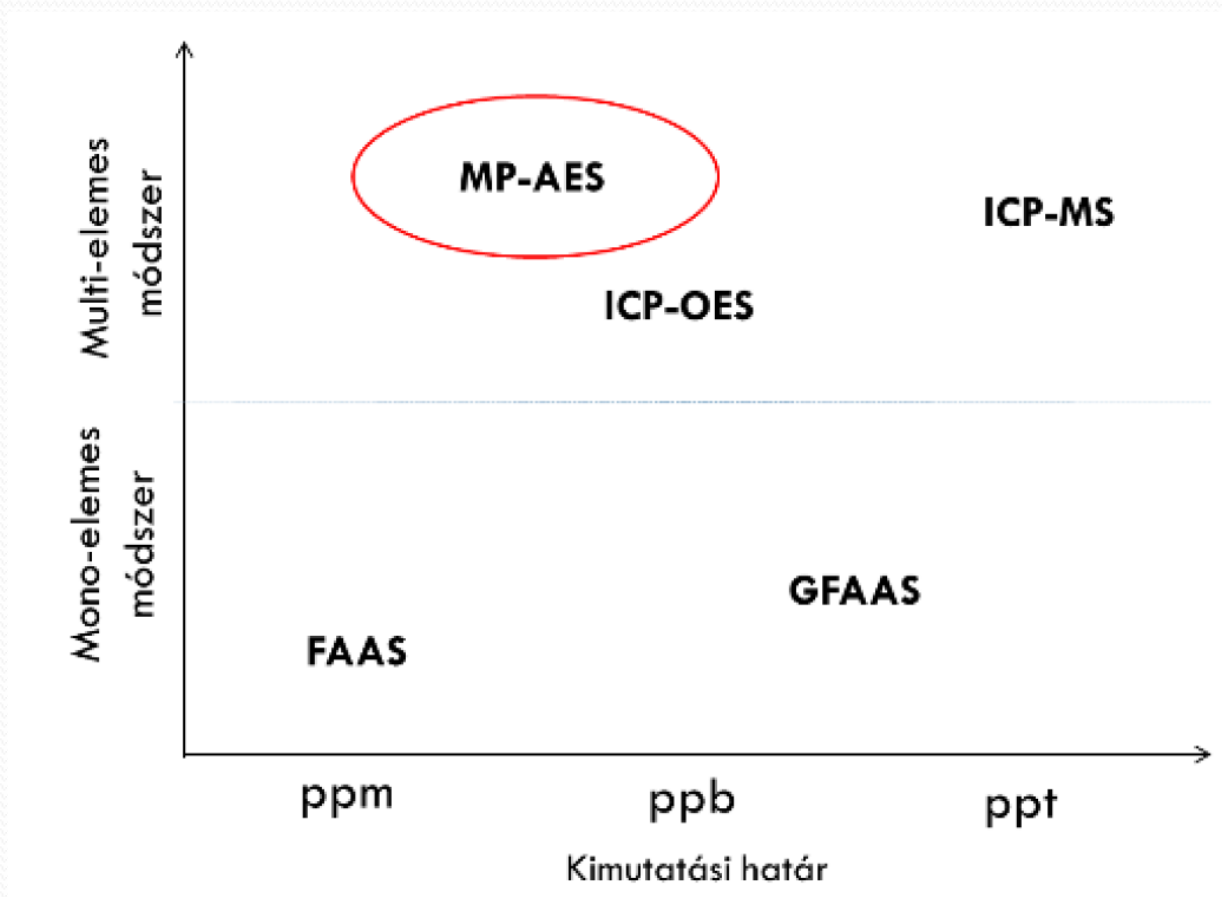 Multi-elemes
módszer
MP-AES
ICP-MS
ICP-OES
Mono-elemes
módszer
GFAAS
FAAS
ppm
ppb
ppt
Kimutatási határ